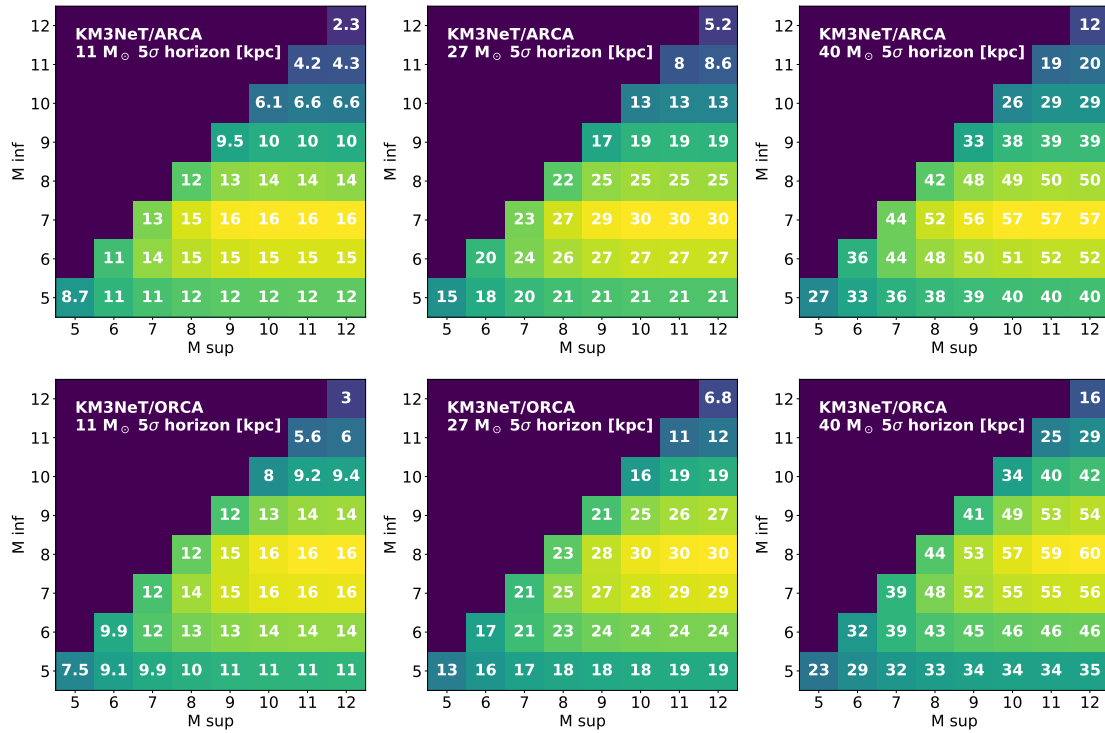 KM3NeT/ARCA
11 M⊙ 5σ horizon [kpc]
M inf
12 2.3
11 4.2 4.3
10 6.1 6.6 6.6
9 9.5 10 10 10
8 12 13 14 14 14
7 13 15 16 16 16 16
6 11 14 15 15 15 15 15
5 8.7 11 11 12 12 12 12 12
5 6 7 8 9 10 11 12
M sup
KM3NeT/ARCA
27 M⊙ 5σ horizon [kpc]
M inf
12 5.2
11 8 8.6
10 13 13 13
9 17 19 19 19
8 22 25 25 25 25
7 23 27 29 30 30 30
6 20 24 26 27 27 27 27
5 15 18 20 21 21 21 21 21
5 6 7 8 9 10 11 12
M sup
KM3NeT/ARCA
40 M⊙ 5σ horizon [kpc]
M inf
12 12
11 19 20
10 26 29 29
9 33 38 39 39
8 42 48 49 50 50
7 44 52 56 57 57 57
6 36 44 48 50 51 52 52
5 27 33 36 38 39 40 40 40
5 6 7 8 9 10 11 12
M sup
KM3NeT/ORCA
11 M⊙ 5σ horizon [kpc]
M inf
12 3
11 5.6 6
10 8 9.2 9.4
9 12 13 14 14
8 12 15 16 16 16
7 12 14 15 16 16 16
6 9.9 12 13 13 14 14 14
5 7.5 9.1 9.9 10 11 11 11 11
5 6 7 8 9 10 11 12
M sup
KM3NeT/ORCA
27 M⊙ 5σ horizon [kpc]
M inf
12 6.8
11 11 12
10 16 19 19
9 21 25 26 27
8 23 28 30 30 30
7 21 25 27 28 29 29
6 17 21 23 24 24 24 24
5 13 16 17 18 18 18 19 19
5 6 7 8 9 10 11 12
M sup
KM3NeT/ORCA
40 M⊙ 5σ horizon [kpc]
M inf
12 16
11 25 29
10 34 40 42
9 41 49 53 54
8 44 53 57 59 60
7 39 48 52 55 55 56
6 32 39 43 45 46 46 46
5 23 29 32 33 34 34 34 35
5 6 7 8 9 10 11 12
M sup